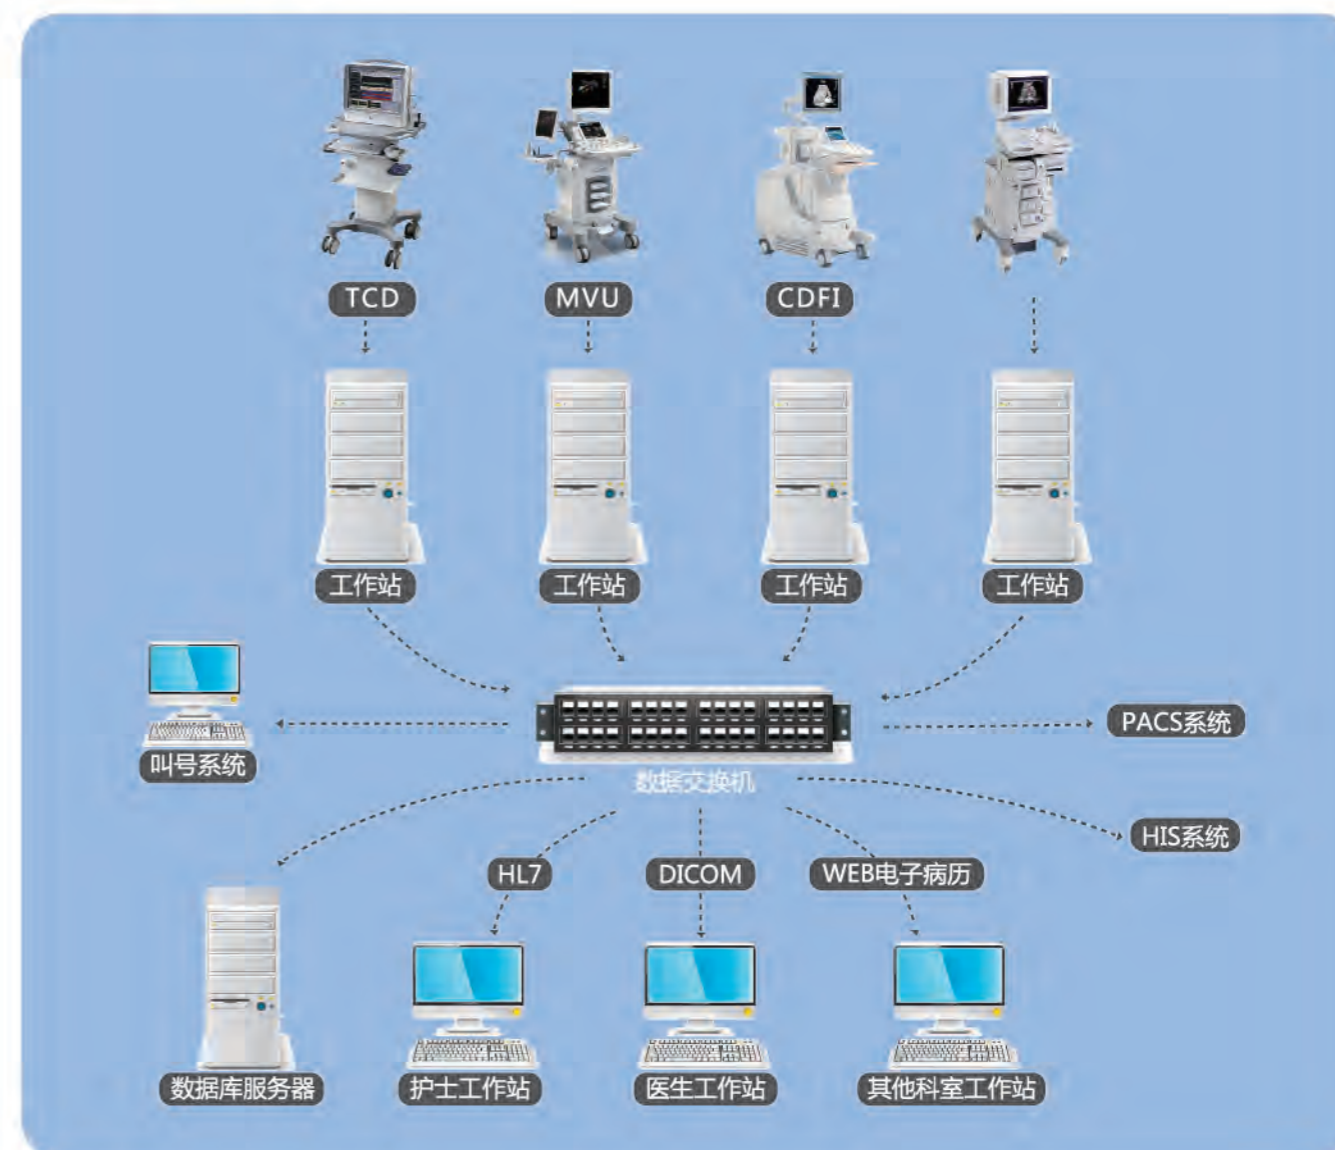 TCD
MVU
CDFI
工作站
工作站
工作站
工作站
叫号系统
数据交换机
PACS系统
HIS系统
HL7
DICOM
WEB电子病历
数据库服务器
护士工作站
医生工作站
其他科室工作站